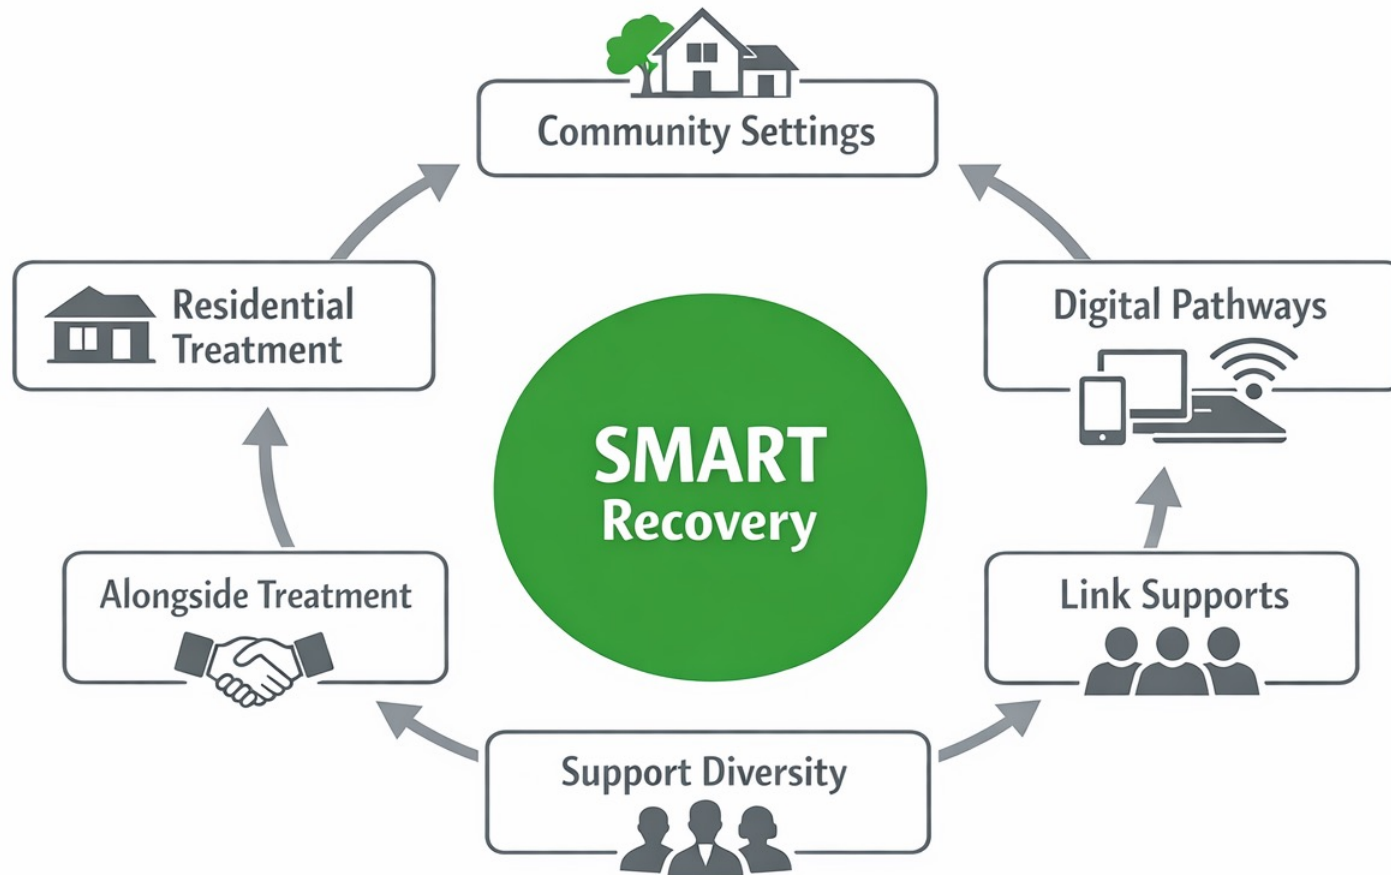 Community Settings
Residential
Treatment
Digital Pathways
SMART
Recovery
Alongside Treatment
Link Supports
Support Diversity